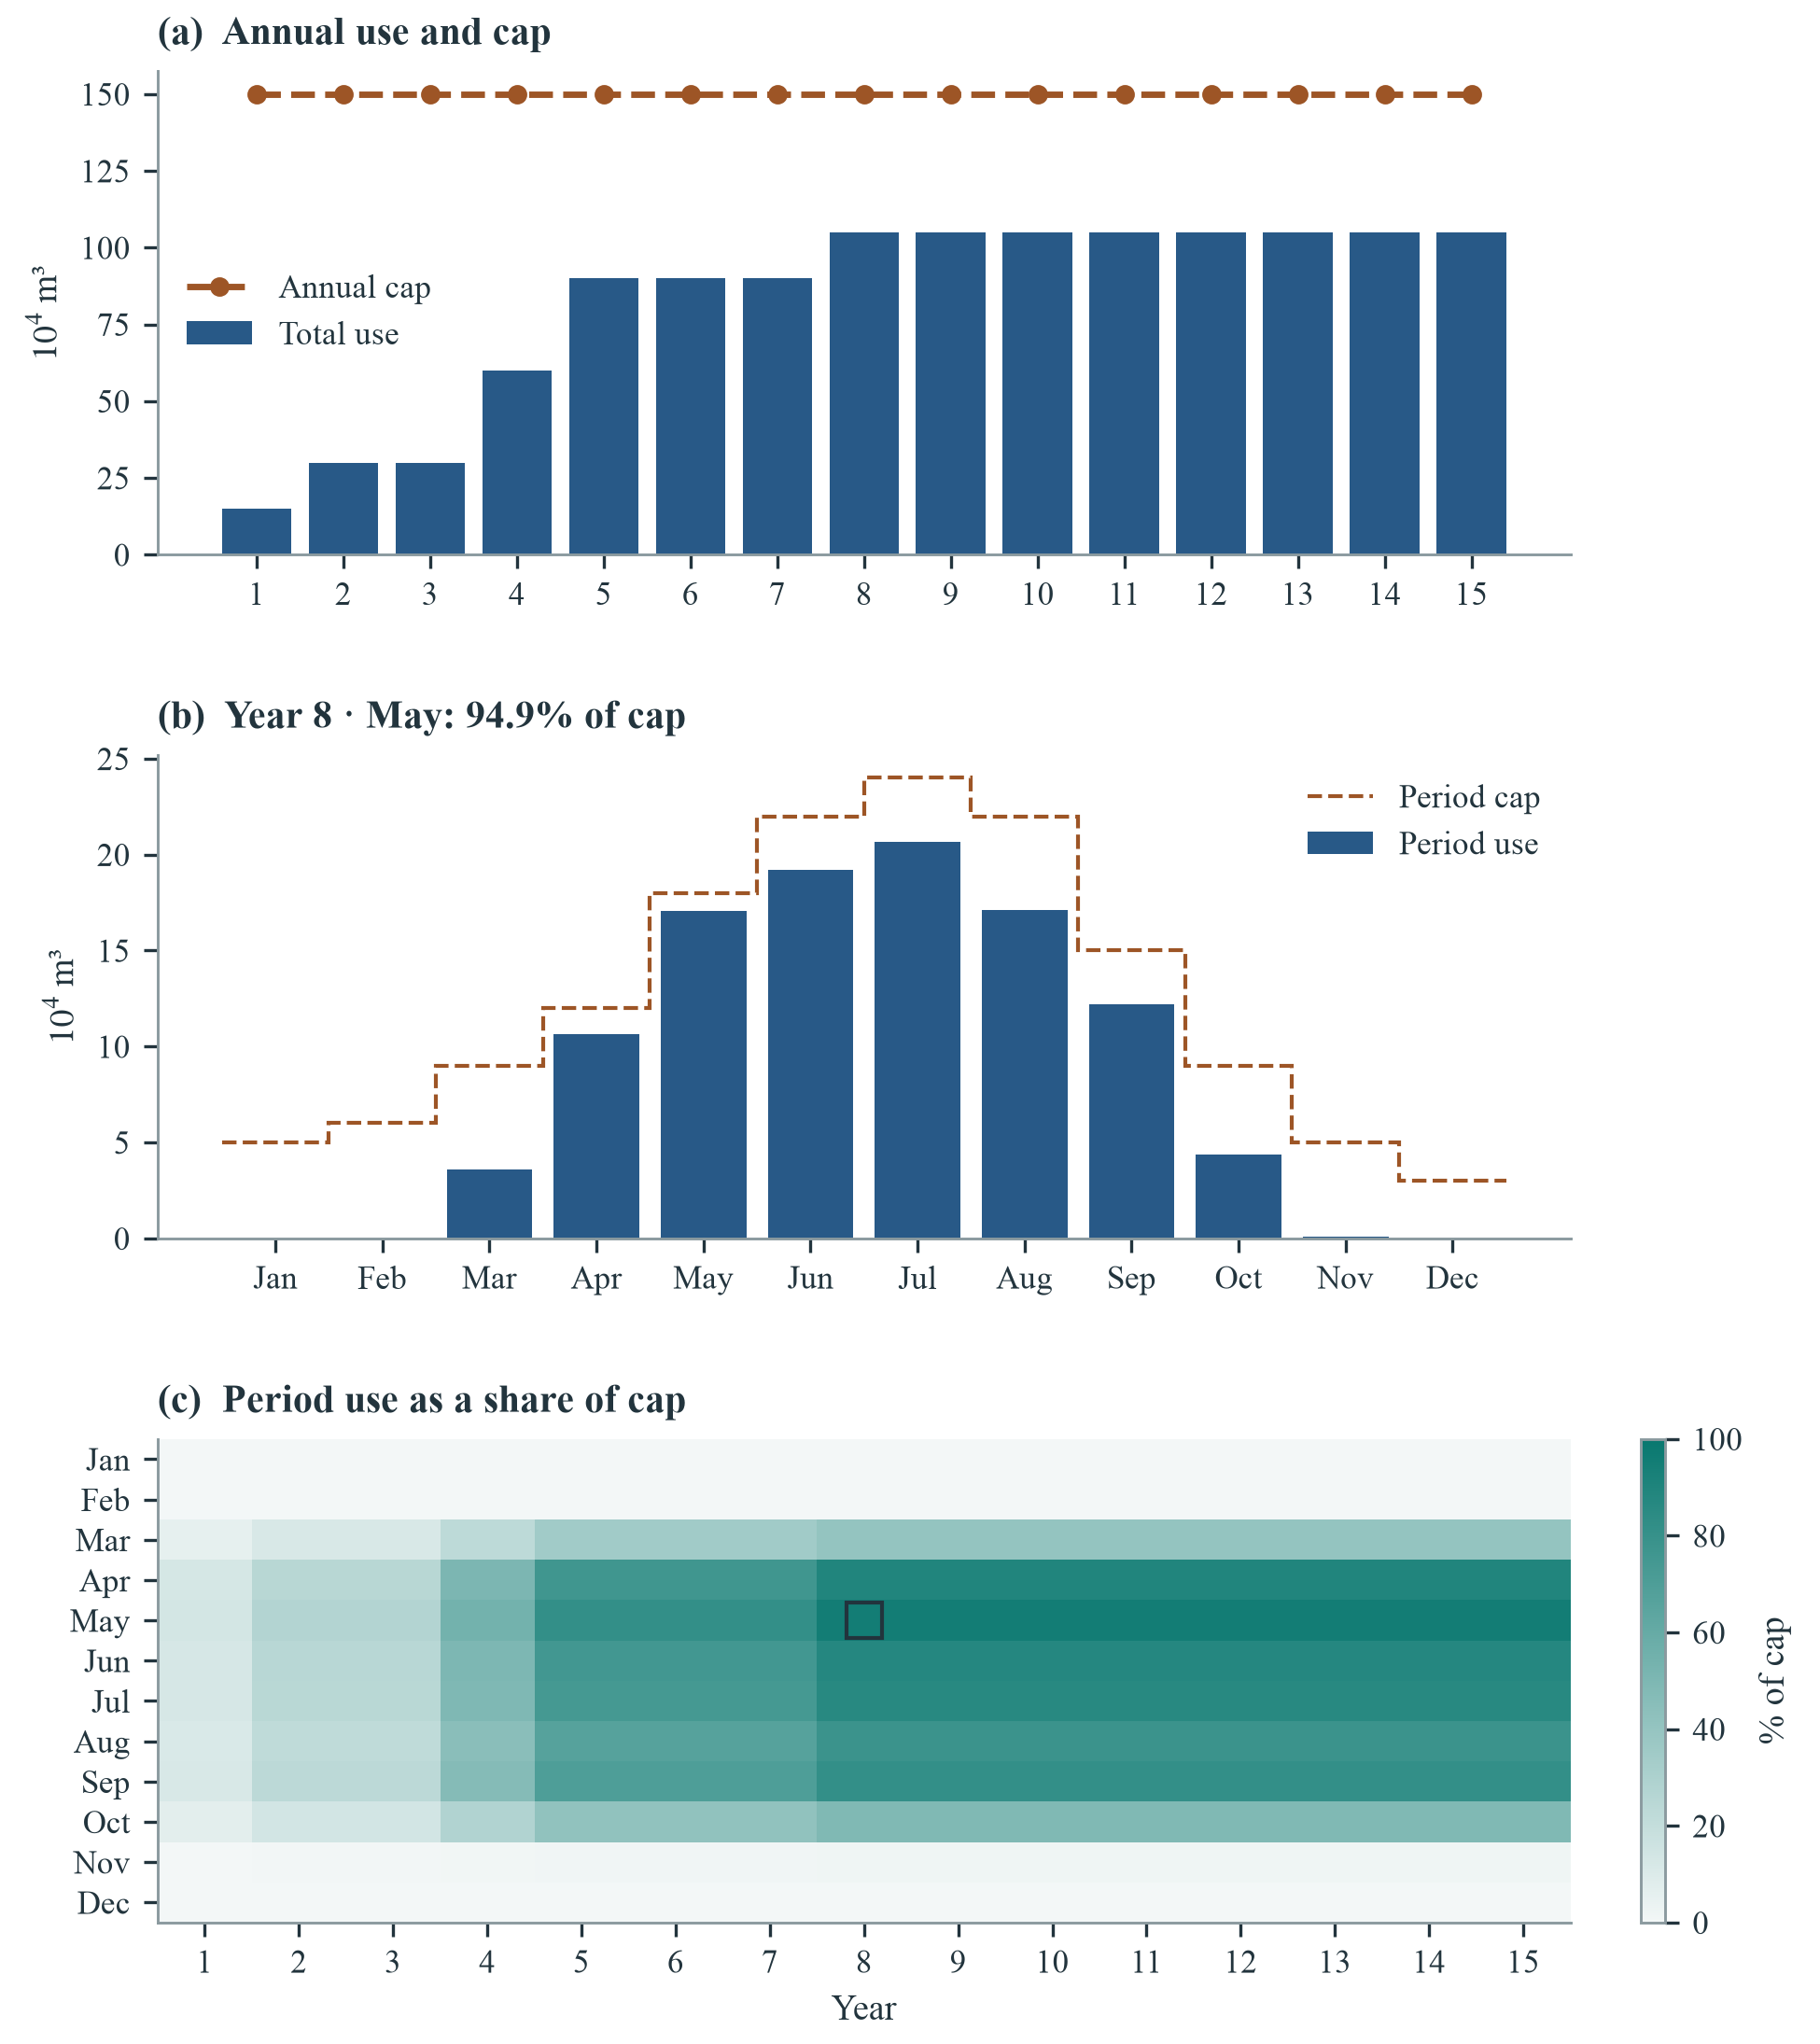 (a) Annual use and cap
150
125
100
75
50
25
0
10⁴ m³
Annual cap
Total use
1 2 3 4 5 6 7 8 9 10 11 12 13 14 15
(b) Year 8 · May: 94.9% of cap
25
20
15
10
5
0
10⁴ m³
Period cap
Period use
Jan Feb Mar Apr May Jun Jul Aug Sep Oct Nov Dec
(c) Period use as a share of cap
Jan
Feb
Mar
Apr
May
Jun
Jul
Aug
Sep
Oct
Nov
Dec
1 2 3 4 5 6 7 8 9 10 11 12 13 14 15
Year
100
80
60
40
20
0
% of cap